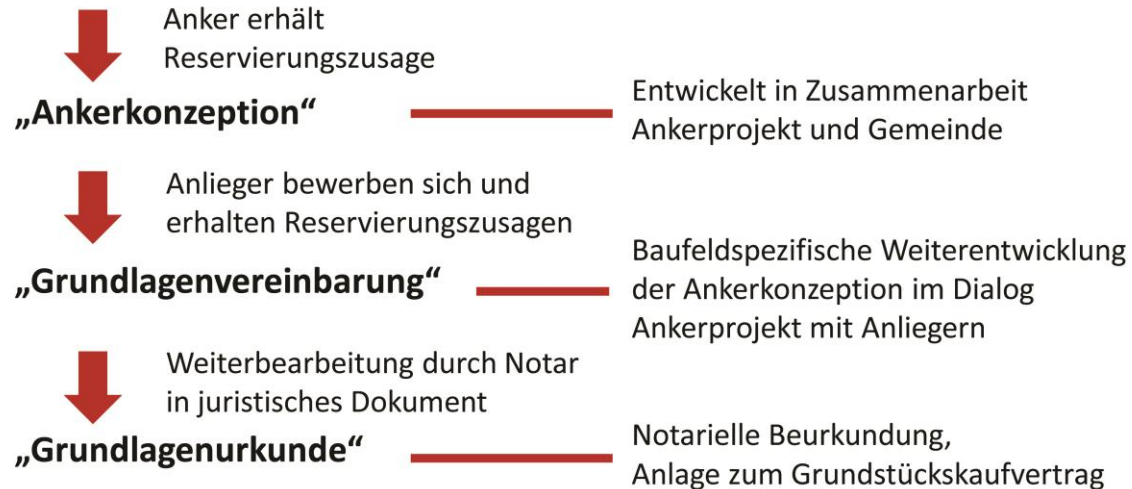 Anker erhält
Reservierungszusage
„Ankerkonzeption“
Entwickelt in Zusammenarbeit
Ankerprojekt und Gemeinde
Anlieger bewerben sich und
erhalten Reservierungszusagen
„Grundlagenvereinbarung“
Baufeldspezifische Weiterentwicklung
der Ankerkonzeption im Dialog
Ankerprojekt mit Anliegern
Weiterbearbeitung durch Notar
in juristisches Dokument
„Grundlagenurkunde“
Notarielle Beurkundung,
Anlage zum Grundstückskaufvertrag